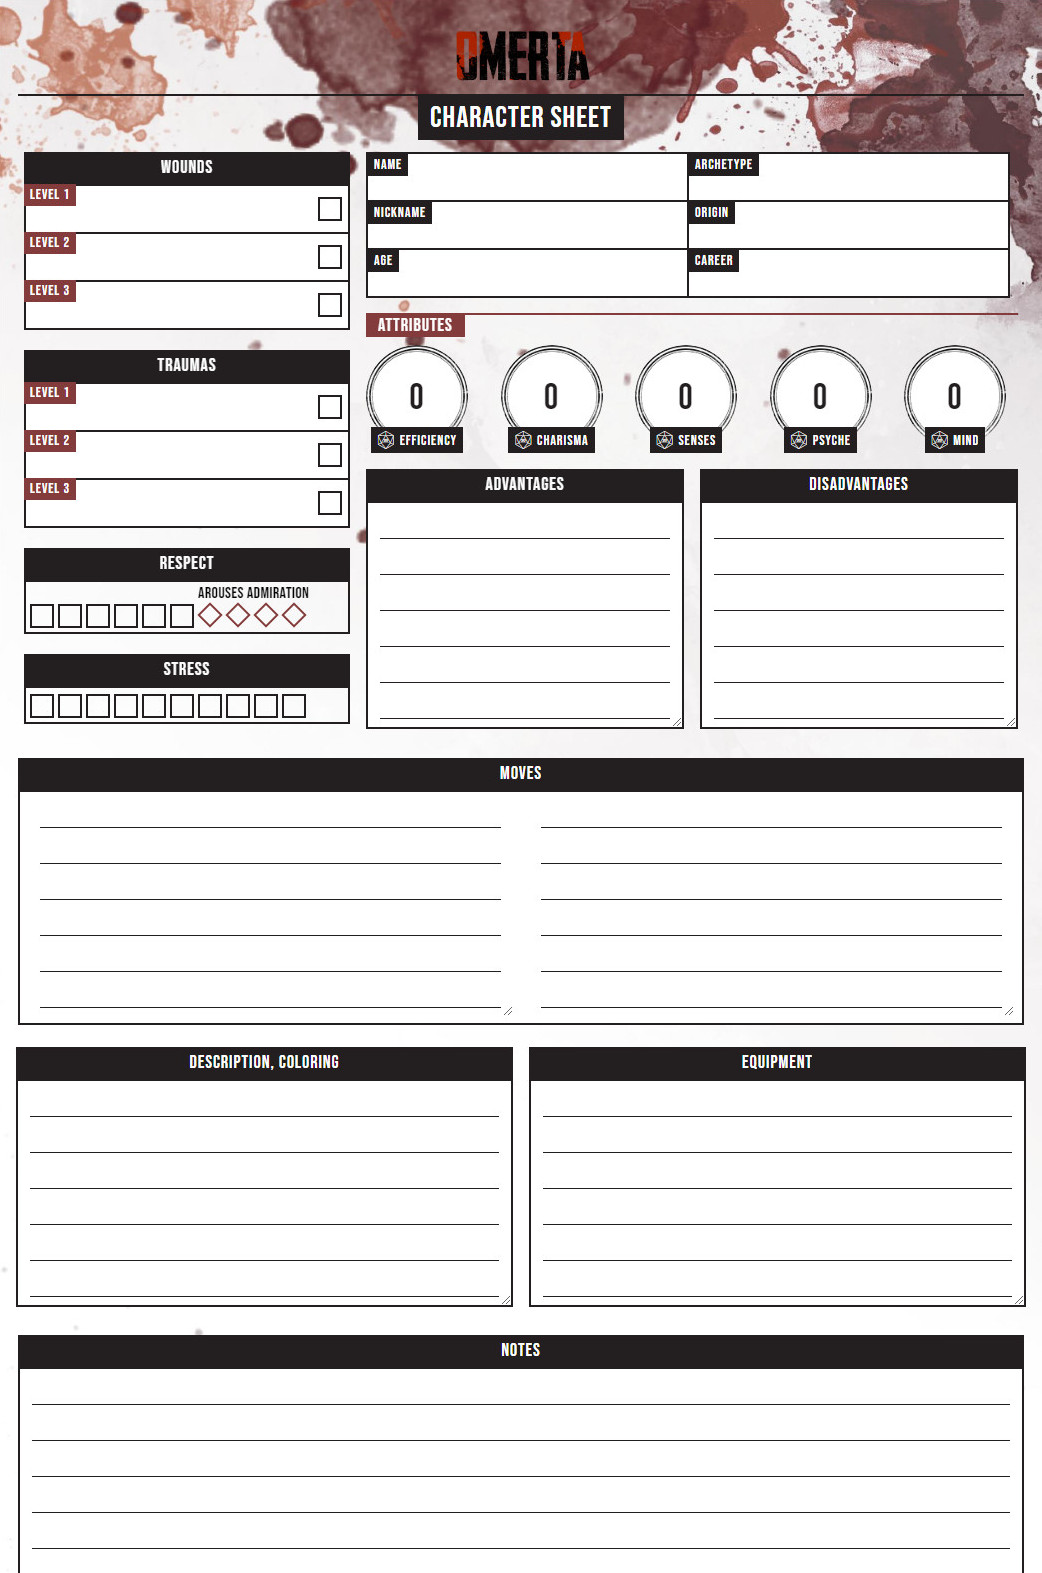 OMERTA
CHARACTER SHEET
WOUNDS
LEVEL 1
LEVEL 2
LEVEL 3
TRAUMAS
LEVEL 1
LEVEL 2
LEVEL 3
RESPECT
AROUSES ADMIRATION
STRESS
NAME
ARCHETYPE
NICKNAME
ORIGIN
AGE
CAREER
ATTRIBUTES
0 0 0 0 0
EFFICIENCY CHARISMA SENSES PSYCHE MIND
ADVANTAGES
DISADVANTAGES
MOVES
DESCRIPTION, COLORING
EQUIPMENT
NOTES